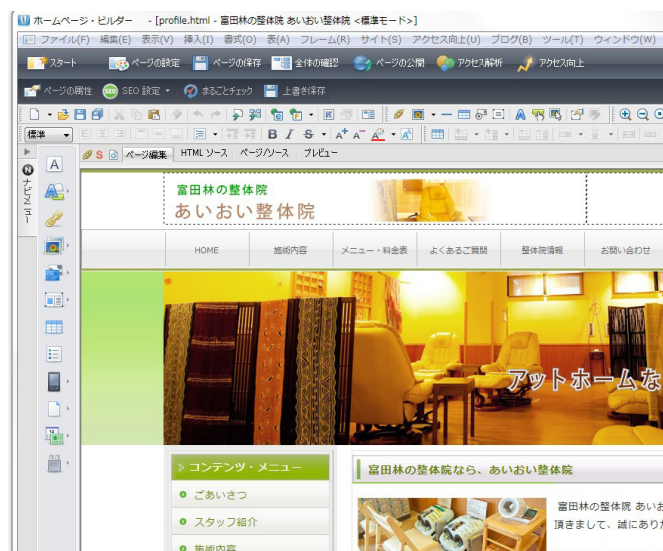 ホームページ・ビルダー - [profile.html - 富田林の整体院 あいおい整体院 <標準モード>]
ファイル(F) 編集(E) 表示(V) 挿入(I) 書式(O) 表(A) フレーム(R) サイト(S) アクセス向上(U) ブログ(B) ツール(T) ウィンドウ(W)
スタート ページの設定 ページの保存 全体の確認 ページの公開 アクセス解析 アクセス向上
ページの属性 SEO SEO 設定 まるごとチェック 上書き保存
標準 B I S A+ A- A A
S ページ編集 HTML ソース ページ/ソース プレビュー
ナビメニュー
富田林の整体院
あいおい整体院
HOME 施術内容 メニュー・料金表 よくあるご質問 整体院情報 お問い合わせ
アットホームな
コンテンツ・メニュー
ごあいさつ
スタッフ紹介
施術内容
富田林の整体院なら、あいおい整体院
富田林の整体院 あいお
頂きまして、誠にありが